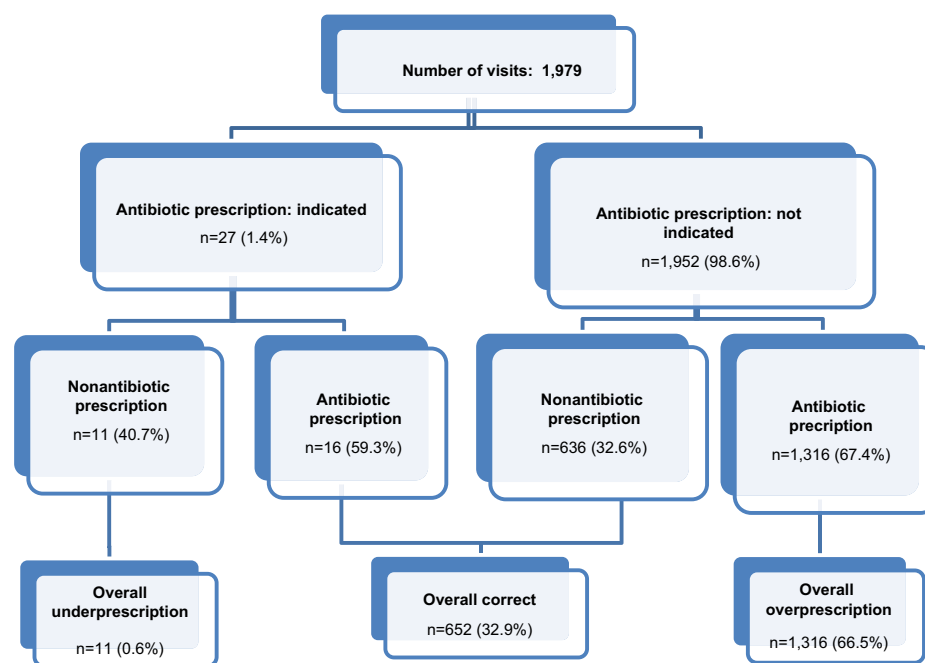 Number of visits: 1,979
Antibiotic prescription: indicated
n=27 (1.4%)
Antibiotic prescription: not
indicated
n=1,952 (98.6%)
Nonantibiotic
prescription
n=11 (40.7%)
Antibiotic
prescription
n=16 (59.3%)
Nonantibiotic
prescription
n=636 (32.6%)
Antibiotic
precription
n=1,316 (67.4%)
Overall
underprescription
n=11 (0.6%)
Overall correct
n=652 (32.9%)
Overall
overprescription
n=1,316 (66.5%)